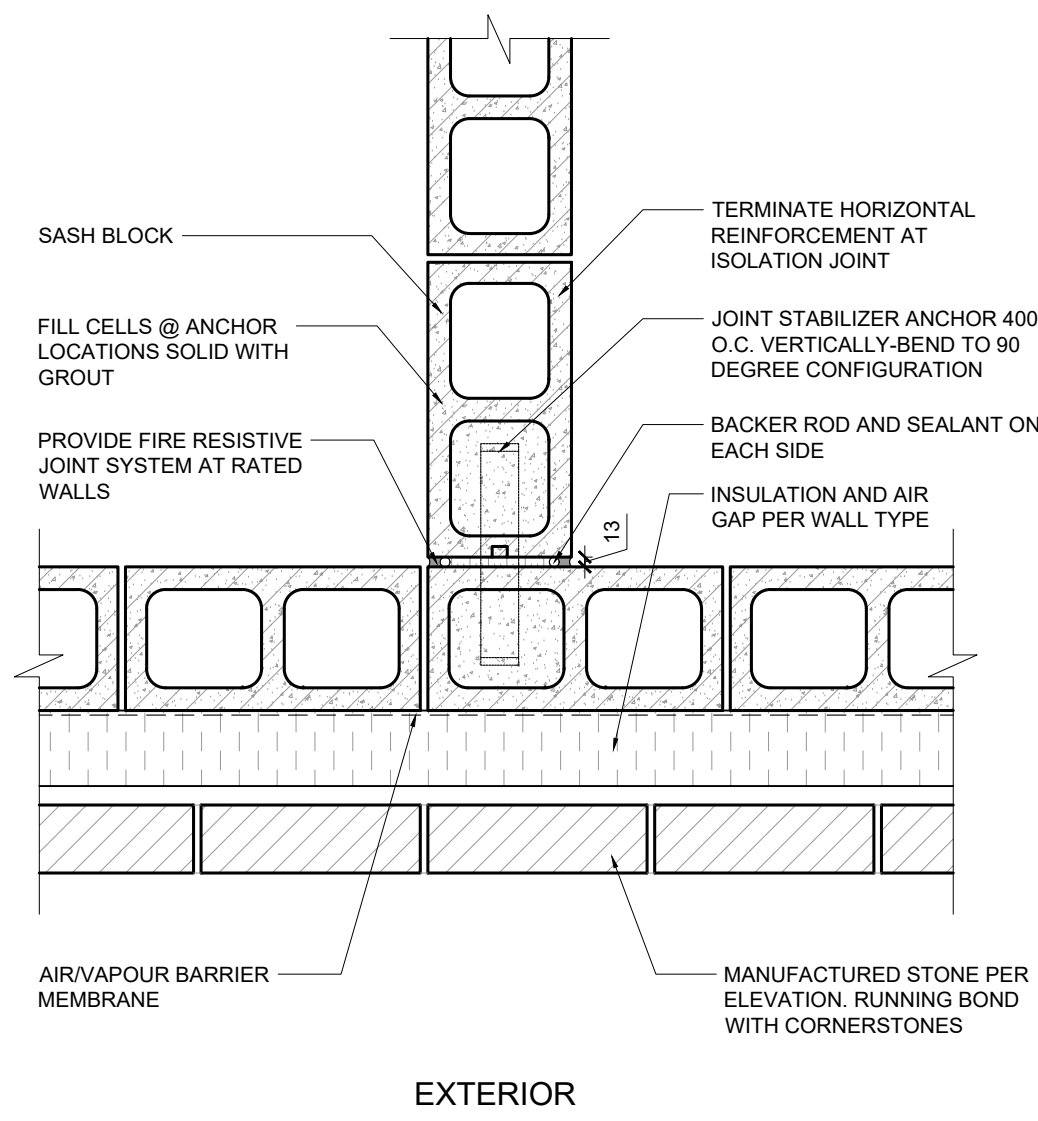 SASH BLOCK
FILL CELLS @ ANCHOR
LOCATIONS SOLID WITH
GROUT
PROVIDE FIRE RESISTIVE
JOINT SYSTEM AT RATED
WALLS
TERMINATE HORIZONTAL
REINFORCEMENT AT
ISOLATION JOINT
JOINT STABILIZER ANCHOR 400
O.C. VERTICALLY-BEND TO 90
DEGREE CONFIGURATION
BACKER ROD AND SEALANT ON
EACH SIDE
INSULATION AND AIR
GAP PER WALL TYPE
13
AIR/VAPOUR BARRIER
MEMBRANE
MANUFACTURED STONE PER
ELEVATION. RUNNING BOND
WITH CORNERSTONES
EXTERIOR